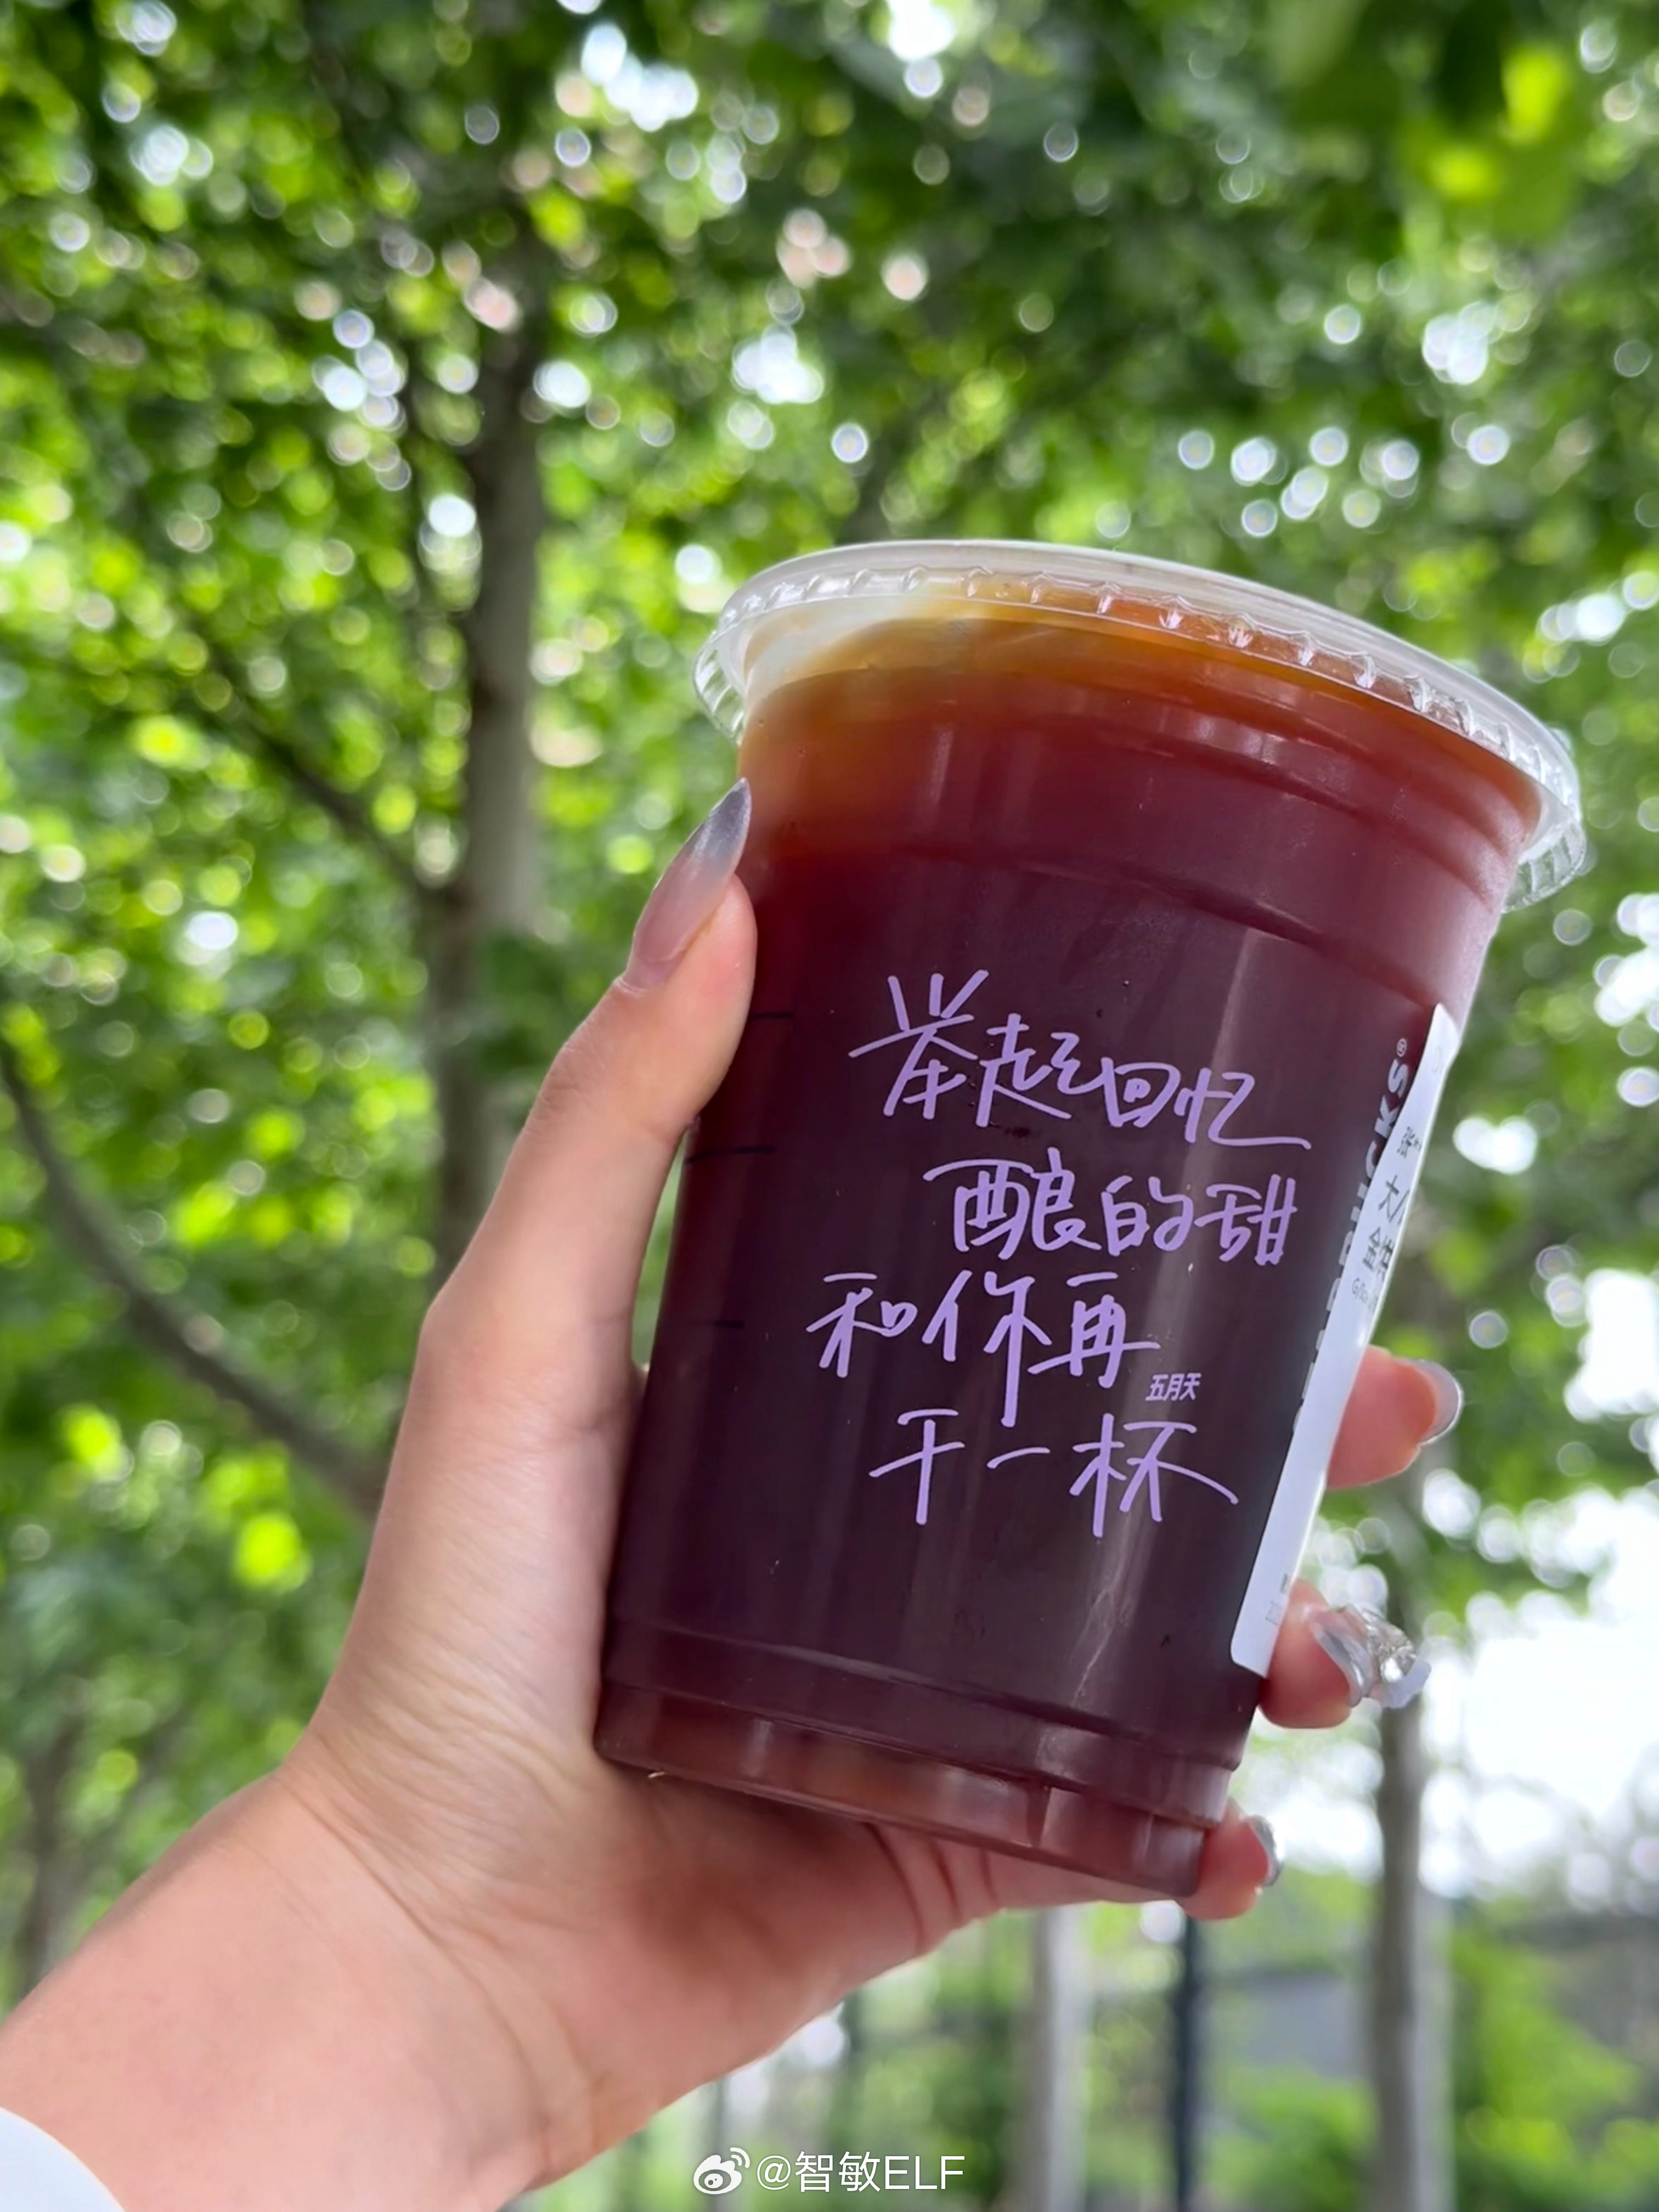 举起回忆
酿的甜
和你再
五月天
干一杯
@智敏ELF